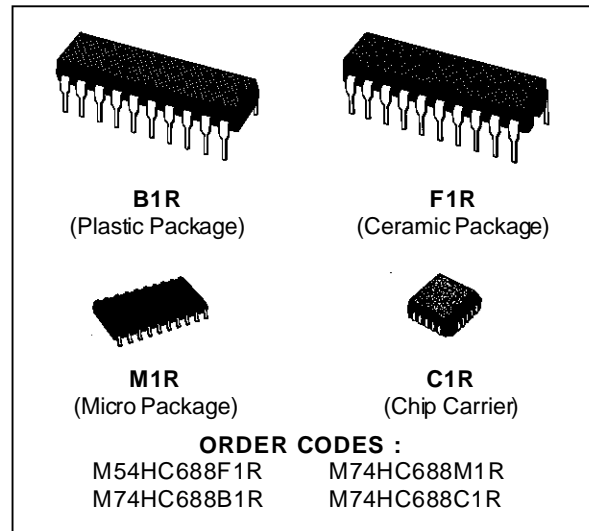 B1R
(Plastic Package)
F1R
(Ceramic Package)
M1R
(Micro Package)
C1R
(Chip Carrier)
ORDER CODES :
M54HC688F1R M74HC688M1R
M74HC688B1R M74HC688C1R